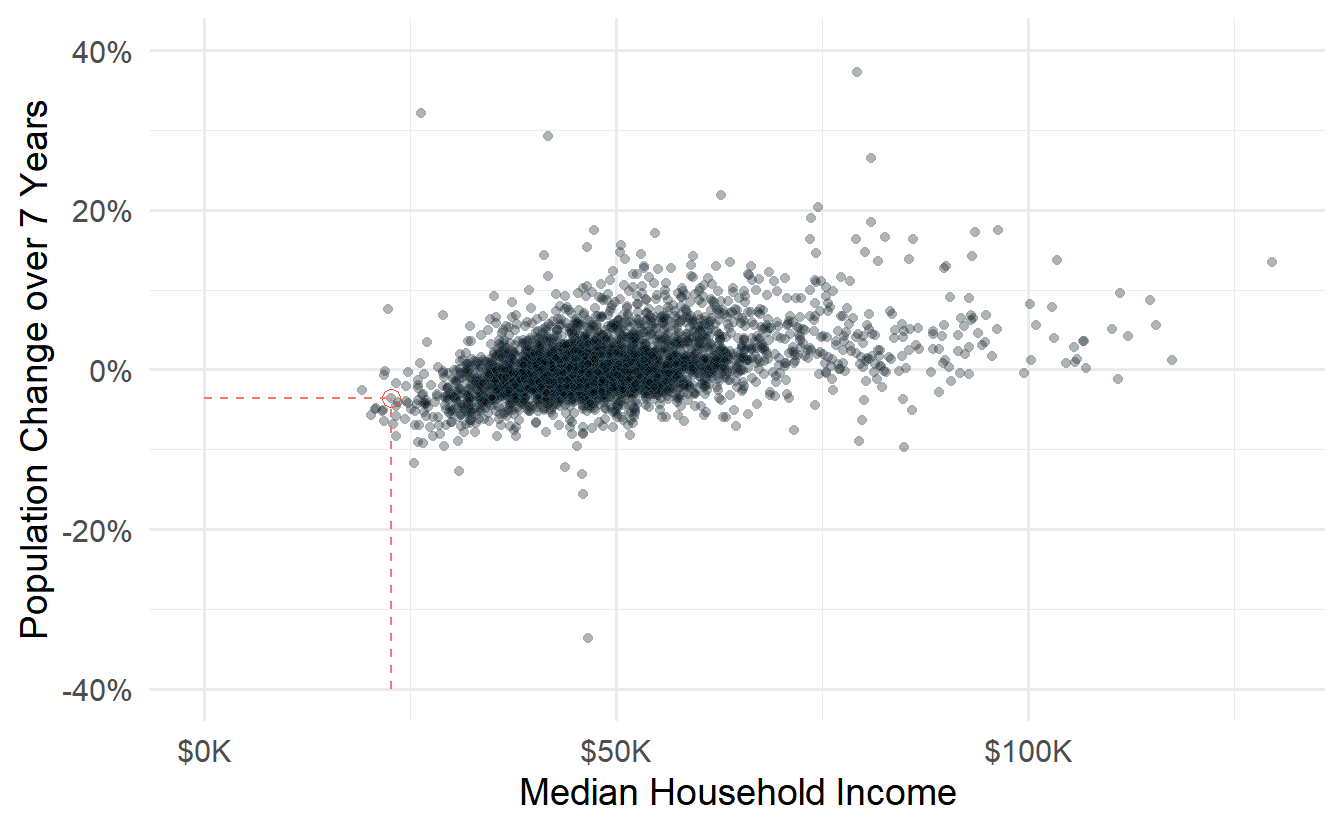 Population Change over 7 Years
40%
20%
0%
-20%
-40%
$0K
$50K
$100K
Median Household Income